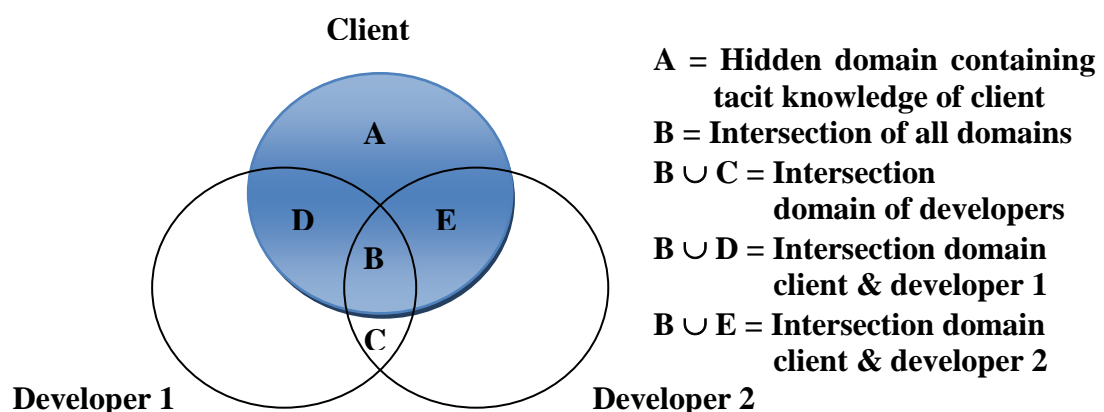 Client
A
D
E
B
C
Developer 1
Developer 2
A = Hidden domain containing
tacit knowledge of client
B = Intersection of all domains
B ∪ C = Intersection
domain of developers
B ∪ D = Intersection domain
client & developer 1
B ∪ E = Intersection domain
client & developer 2